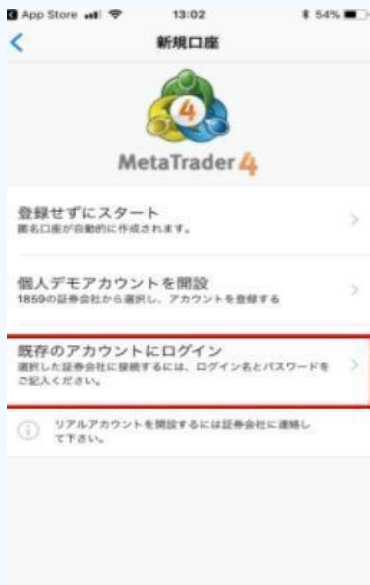 App Store 13:02 54%
新規口座
4
MetaTrader 4
登録せずにスタート
匿名口座が自動的に作成されます。
個人デモアカウントを開設
1859の証券会社から選択し、アカウントを登録する
既存のアカウントにログイン
選択した証券会社に接続するには、ログイン名とパスワードを
ご記入ください。
リアルアカウントを開設するには証券会社に連絡し
て下さい。